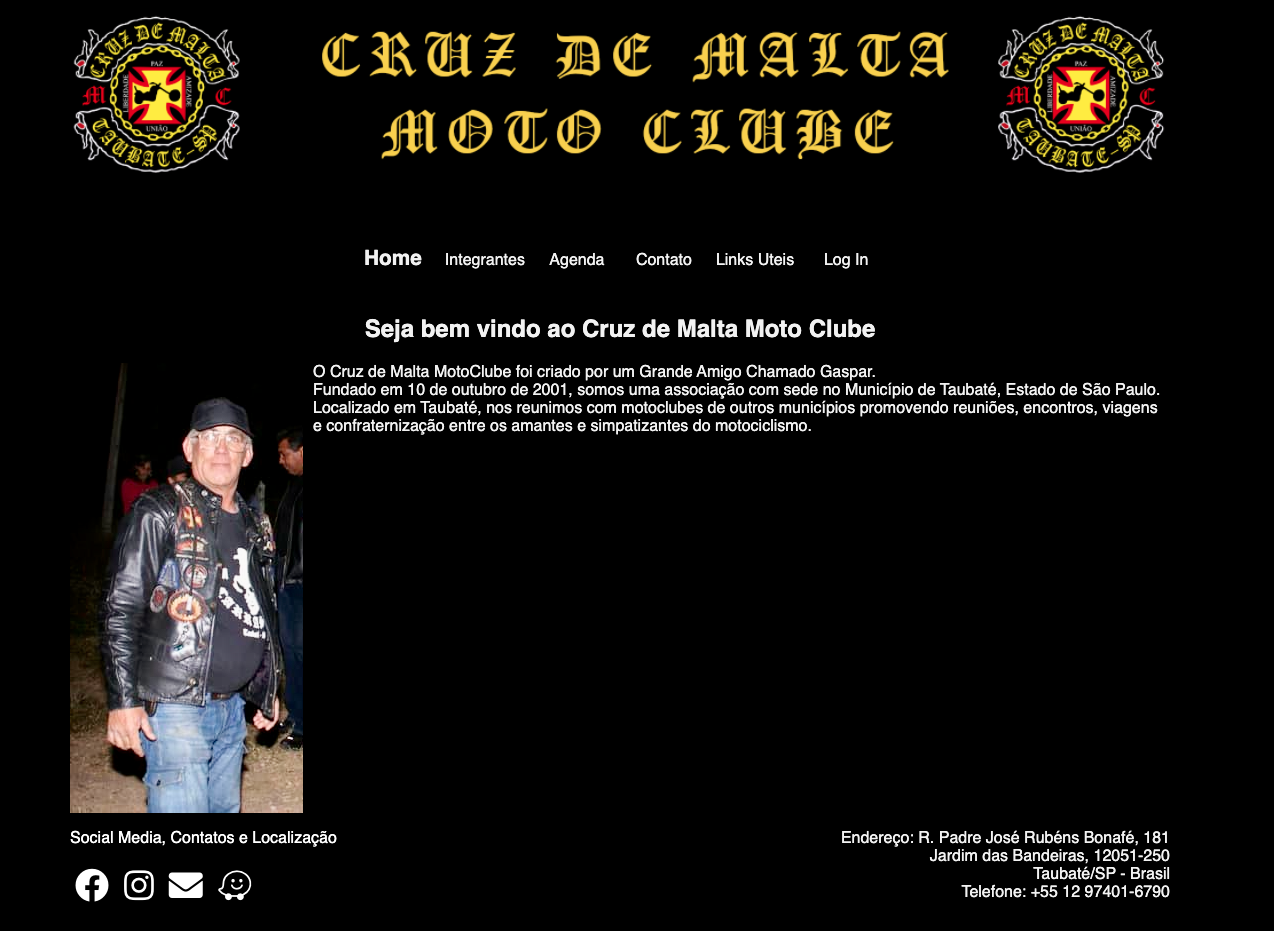 CRUZ DE MALTA
PAZ
LIBERDADE
AMIZADE
M C
UNIÃO
TAUBATE-SP
CRUZ DE MALTA
MOTO CLUBE
CRUZ DE MALTA
PAZ
LIBERDADE
AMIZADE
M C
UNIÃO
TAUBATE-SP
Home Integrantes Agenda Contato Links Uteis Log In
Seja bem vindo ao Cruz de Malta Moto Clube
O Cruz de Malta MotoClube foi criado por um Grande Amigo Chamado Gaspar.
Fundado em 10 de outubro de 2001, somos uma associação com sede no Município de Taubaté, Estado de São Paulo.
Localizado em Taubaté, nos reunimos com motoclubes de outros municípios promovendo reuniões, encontros, viagens
e confraternização entre os amantes e simpatizantes do motociclismo.
Social Media, Contatos e Localização
Endereço: R. Padre José Rubéns Bonafé, 181
Jardim das Bandeiras, 12051-250
Taubaté/SP - Brasil
Telefone: +55 12 97401-6790